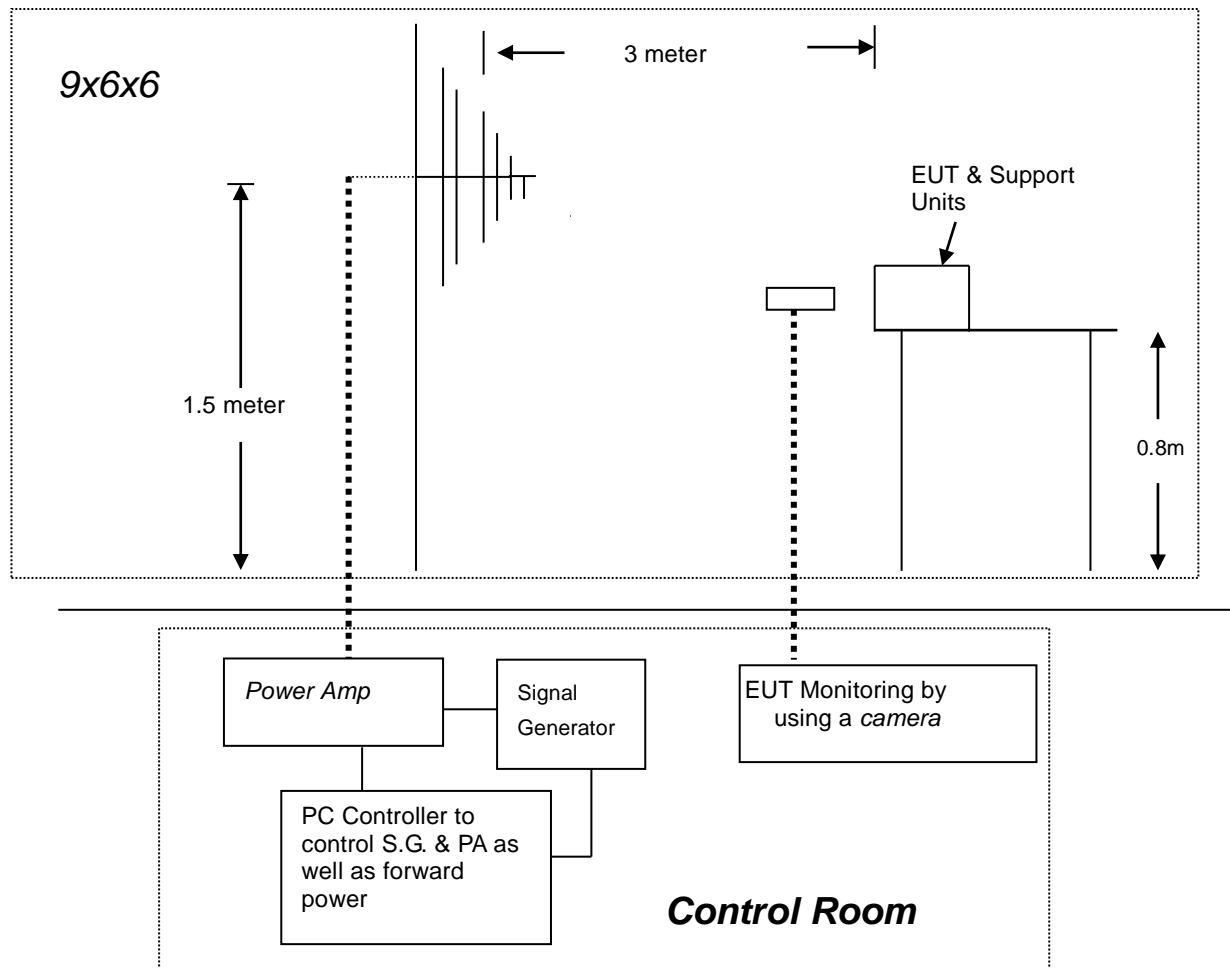 3 meter
9x6x6
EUT & Support
Units
1.5 meter
0.8m
Power Amp
Signal
Generator
EUT Monitoring by
using a camera
PC Controller to
control S.G. & PA as
well as forward
power
Control Room